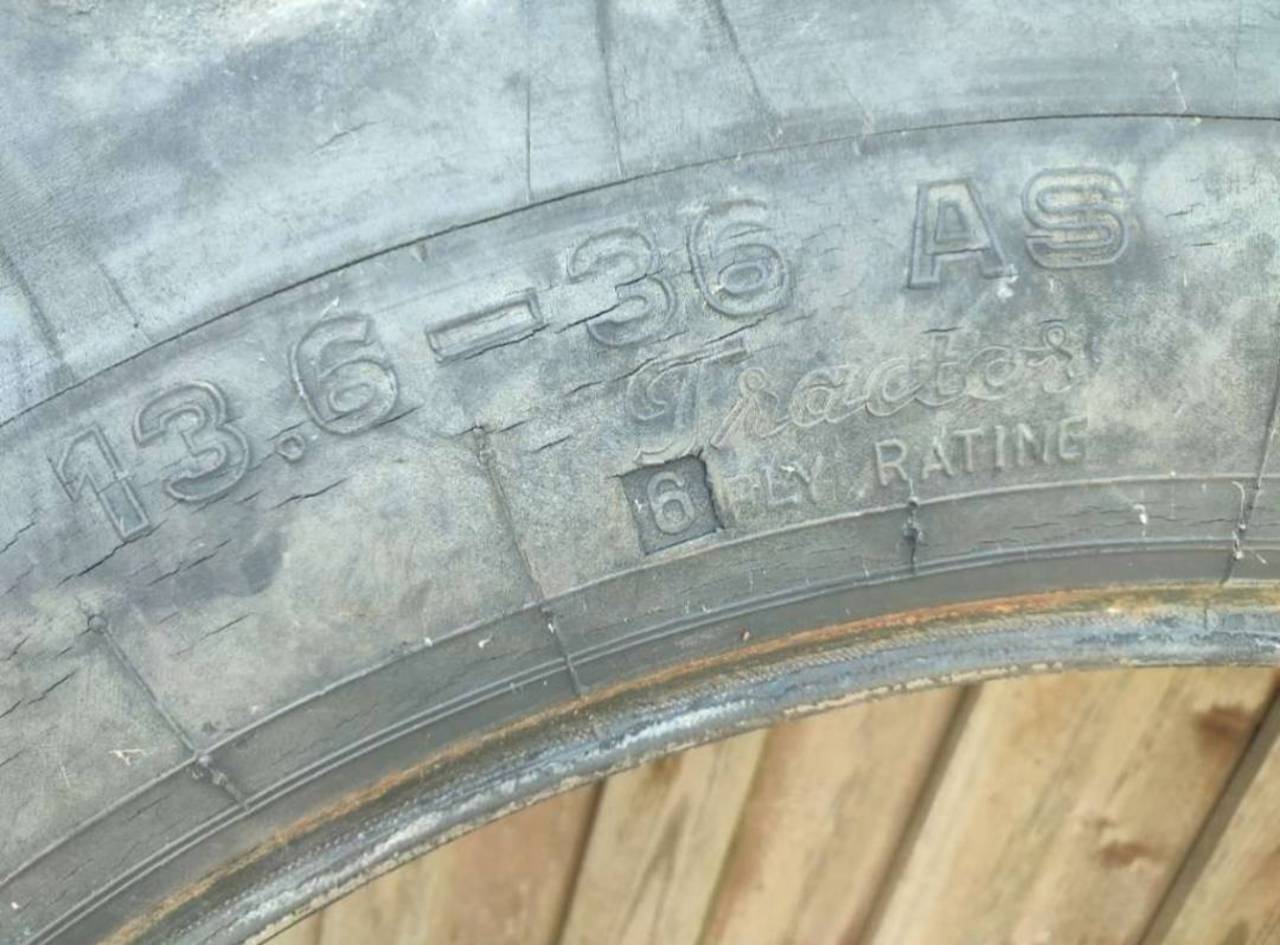 13.6-36 AS
Tractor
6 PLY RATING